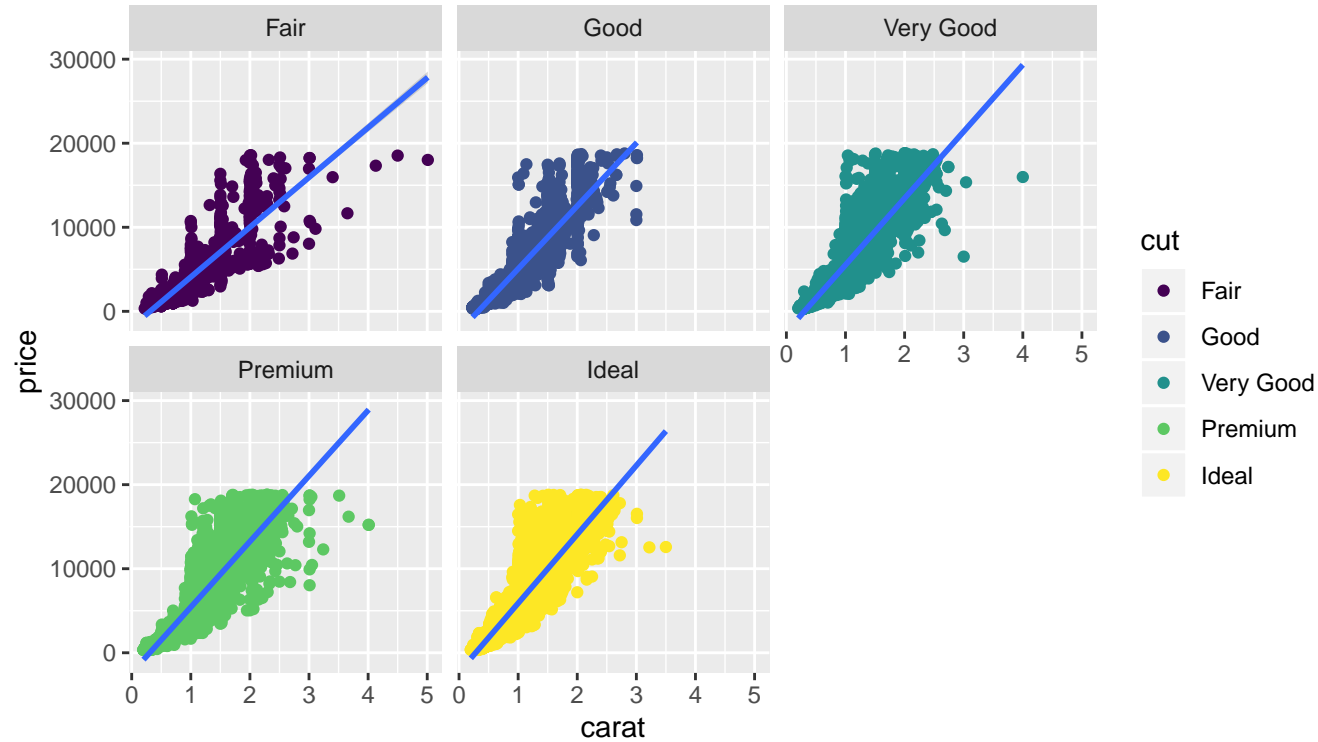 Fair
Good
Very Good
30000
20000
10000
0
0 1 2 3 4 5
Premium
Ideal
30000
20000
10000
0
0 1 2 3 4 5
0 1 2 3 4 5
price
carat
cut
Fair
Good
Very Good
Premium
Ideal